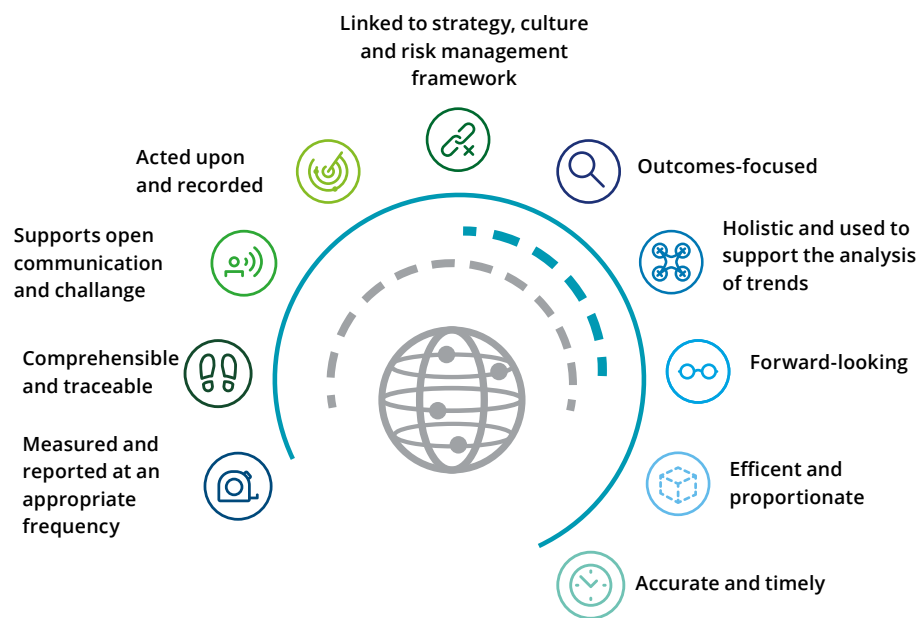 Linked to strategy, culture
and risk management
framework
Acted upon
and recorded
Outcomes-focused
Supports open
communication
and challange
Holistic and used to
support the analysis
of trends
Comprehensible
and traceable
Forward-looking
Measured and
reported at an
appropriate
frequency
Efficent and
proportionate
Accurate and timely